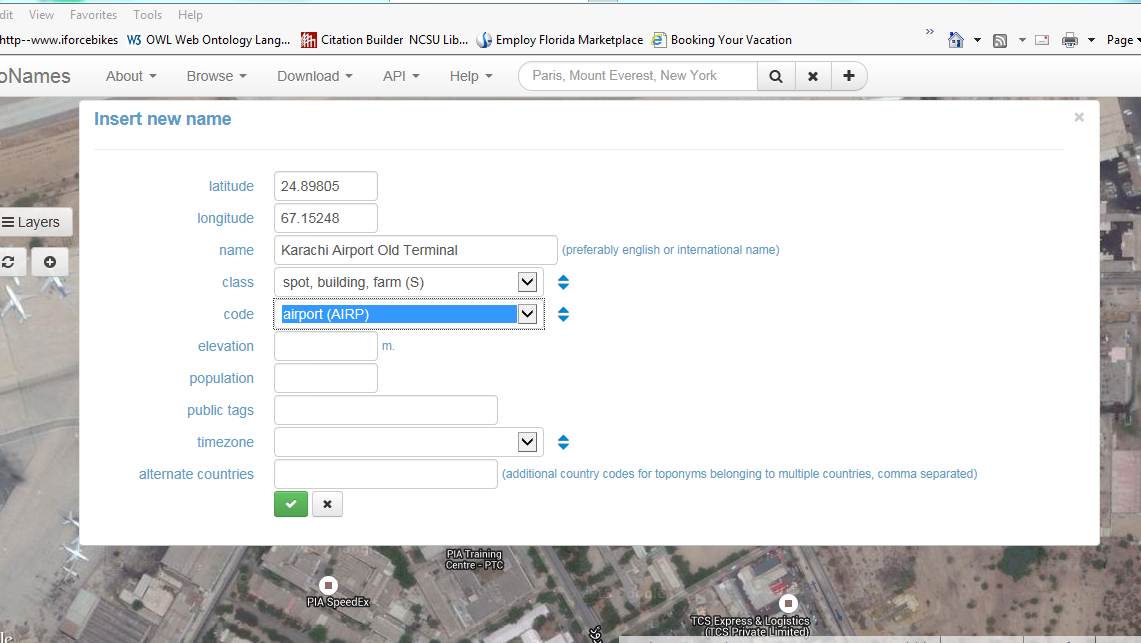 dit View Favorites Tools Help
http--www.iforcebikes W3 OWL Web Ontology Lang... Citation Builder NCSU Lib... Employ Florida Marketplace Booking Your Vacation » Page
oNames About Browse Download API Help Paris, Mount Everest, New York
Insert new name
latitude 24.89805
longitude 67.15248
Layers
name Karachi Airport Old Terminal (preferably english or international name)
class spot, building, farm (S)
code airport (AIRP)
elevation m.
population
public tags
timezone
alternate countries (additional country codes for toponyms belonging to multiple countries, comma separated)
PIA Training
Centre - PTC
PIA SpeedEx
TCS Express & Logistics
(TCS Private Limited)
le